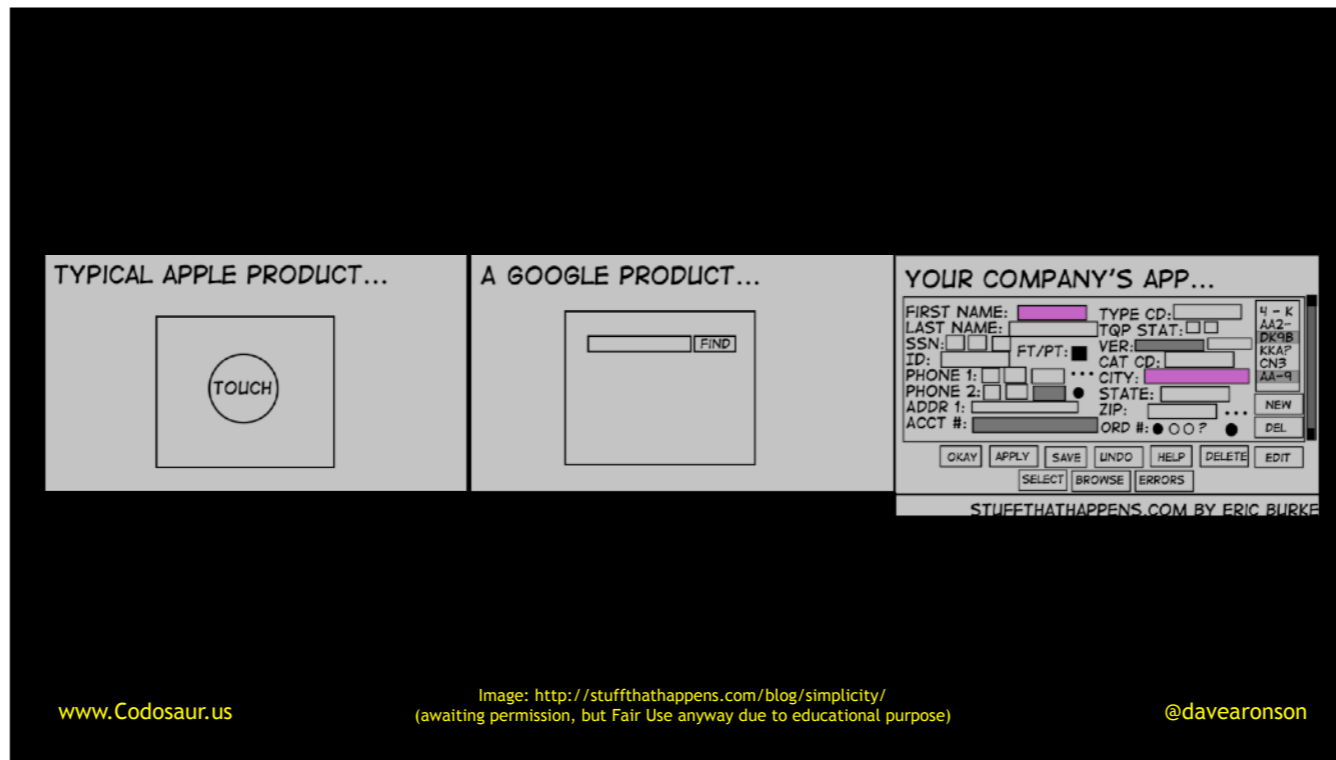 TYPICAL APPLE PRODUCT...
TOUCH
A GOOGLE PRODUCT...
FIND
YOUR COMPANY'S APP...
FIRST NAME:
LAST NAME:
SSN:
ID:
FT/PT:
PHONE 1:
PHONE 2:
ADDR 1:
ACCT #:
TYPE CD:
TQP STAT:
VER:
CAT CD:
CITY:
STATE:
ZIP:
ORD #: ?
4 - K
AA2-
DK9B
KKA?
CN3
AA-9
NEW
DEL
OKAY APPLY SAVE UNDO HELP DELETE EDIT
SELECT BROWSE ERRORS
STUFFTHATHAPPENS.COM BY ERIC BURKE
www.Codosaur.us
Image: http://stuffthathappens.com/blog/simplicity/
(awaiting permission, but Fair Use anyway due to educational purpose)
@davearonson